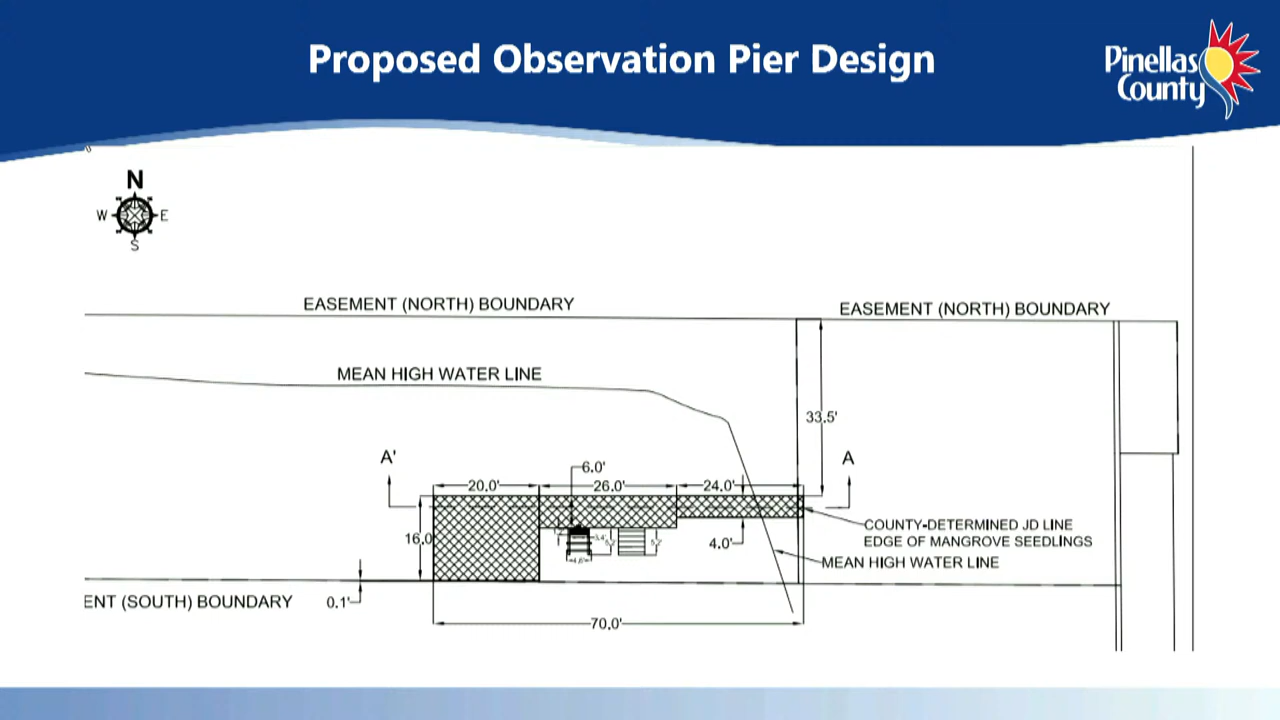 Proposed Observation Pier Design
Pinellas
County
N
W E
S
EASEMENT (NORTH) BOUNDARY
EASEMENT (NORTH) BOUNDARY
MEAN HIGH WATER LINE
33.5'
A'
A
6.0'
20.0'
26.0'
24.0'
16.0
4.0'
COUNTY-DETERMINED JD LINE
EDGE OF MANGROVE SEEDLINGS
MEAN HIGH WATER LINE
ENT (SOUTH) BOUNDARY
0.1'
70.0'